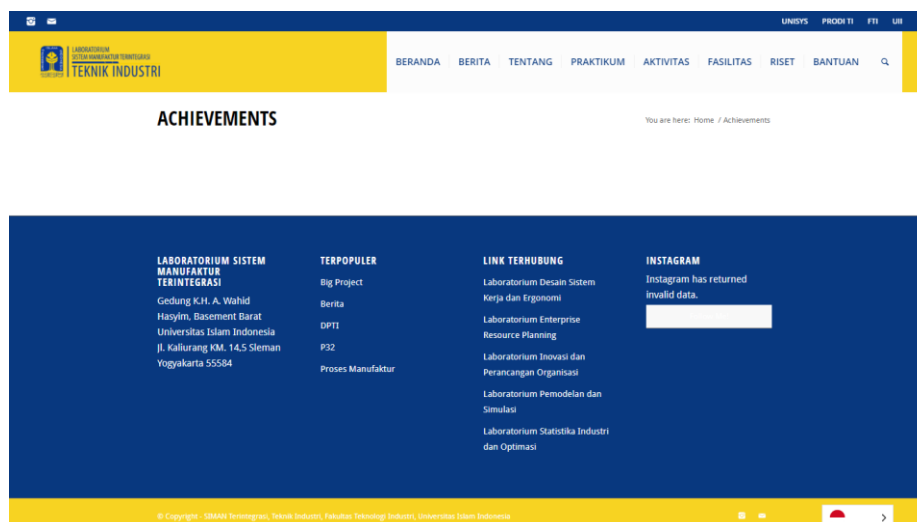 UNISYS PRODI TI FTI UII
LABORATORIUM
SISTEM MANUFAKTUR TERINTEGRASI
TEKNIK INDUSTRI
BERANDA BERITA TENTANG PRAKTIKUM AKTIVITAS FASILITAS RISET BANTUAN
ACHIEVEMENTS
You are here: Home / Achievements
LABORATORIUM SISTEM
MANUFAKTUR
TERINTEGRASI
Gedung K.H. A. Wahid
Hasyim, Basement Barat
Universitas Islam Indonesia
Jl. Kaliurang KM. 14,5 Sleman
Yogyakarta 55584
TERPOPULER
Big Project
Berita
DPTI
P32
Proses Manufaktur
LINK TERHUBUNG
Laboratorium Desain Sistem
Kerja dan Ergonomi
Laboratorium Enterprise
Resource Planning
Laboratorium Inovasi dan
Perancangan Organisasi
Laboratorium Pemodelan dan
Simulasi
Laboratorium Statistika Industri
dan Optimasi
INSTAGRAM
Instagram has returned
invalid data.
© Copyright - SIMAN Terintegrasi, Teknik Industri, Fakultas Teknologi Industri, Universitas Islam Indonesia